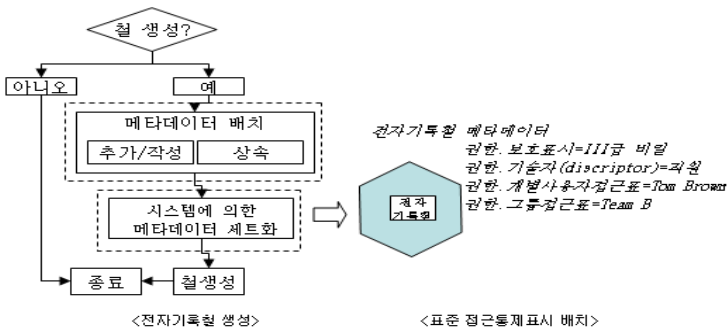 철 생성?
아니오
예
메타데이터 배치
추가/작성
상속
시스템에 의한
메타데이터 세트화
종료
철생성
<전자기록철 생성>
전자기록철 메타데이터
권한.보호표시=III급 비밀
권한.기술자(discriptor)=직원
권한.개별사용자접근표=Tom Brown
권한.그룹접근표=Team B
전자
기록철
<표준 접근통제표시 배치>